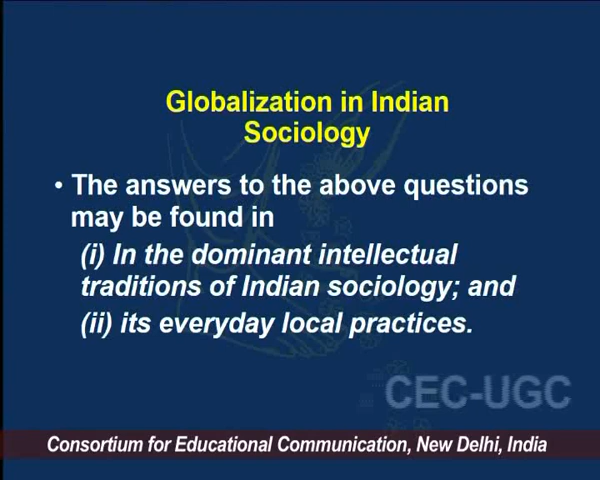 Globalization in Indian
Sociology
• The answers to the above questions
may be found in
(i) In the dominant intellectual
traditions of Indian sociology; and
(ii) its everyday local practices.
CEC-UGC
Consortium for Educational Communication, New Delhi, India